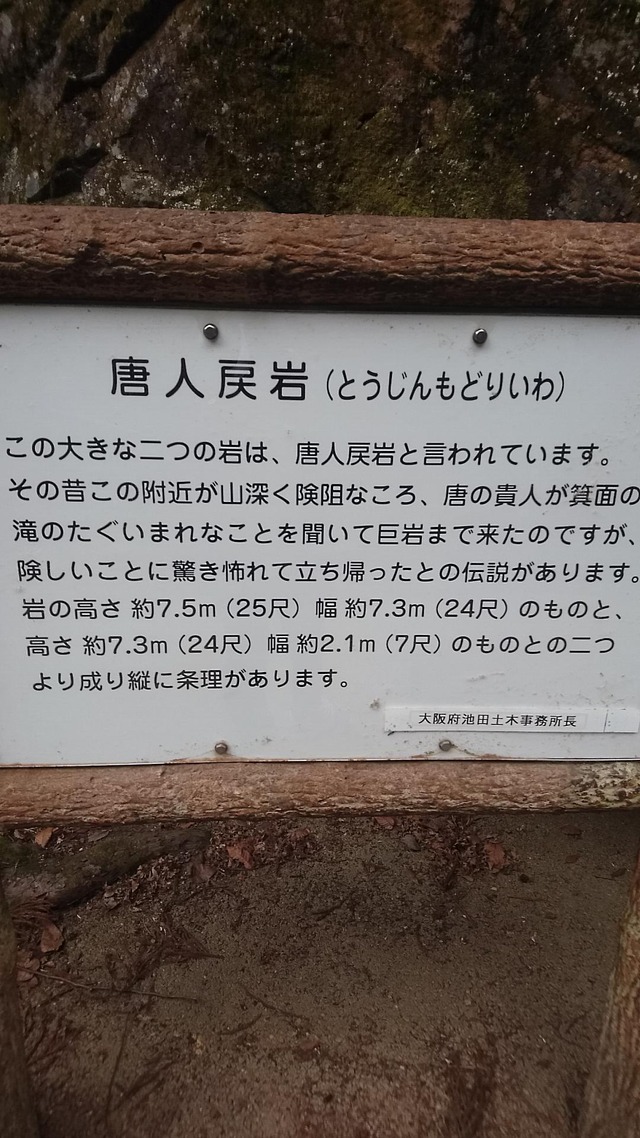 唐人戻岩（とうじんもどりいわ）
この大きな二つの岩は、唐人戻岩と言われています。
その昔この附近が山深く険阻なころ、唐の貴人が箕面の
滝のたぐいまれなことを聞いて巨岩まで来たのですが、
険しいことに驚き怖れて立ち帰ったとの伝説があります。
岩の高さ 約7.5m（25尺）幅 約7.3m（24尺）のものと、
高さ 約7.3m（24尺）幅 約2.1m（7尺）のものとの二つ
より成り縦に条理があります。
大阪府池田土木事務所長